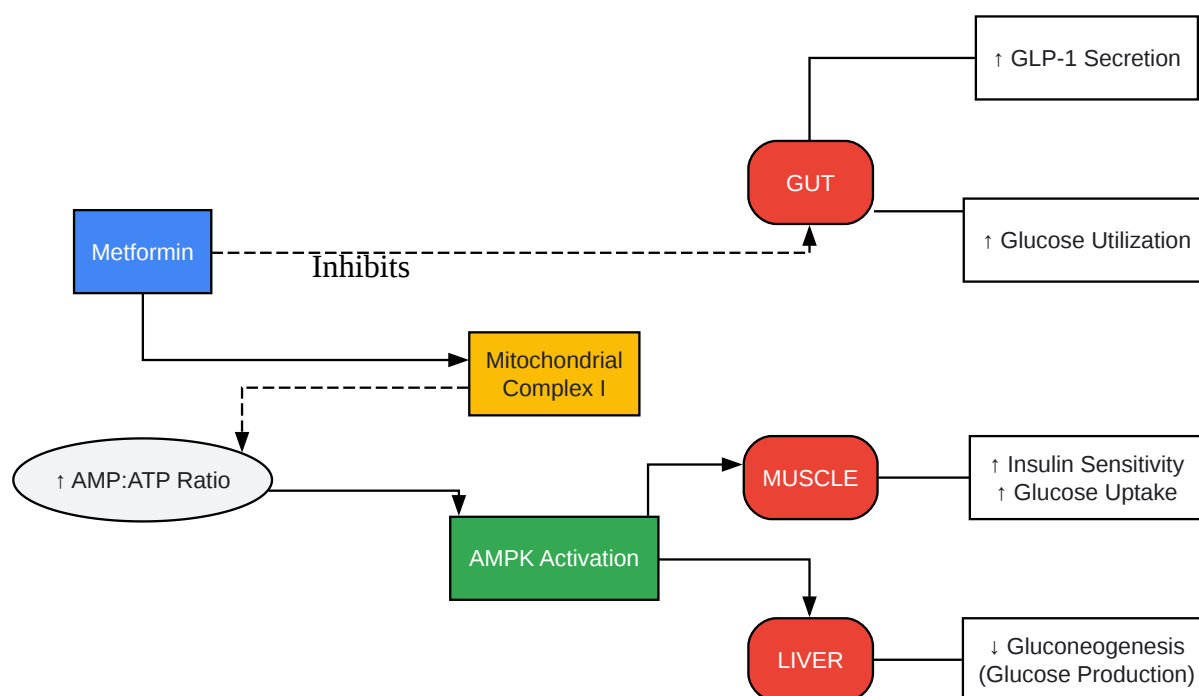 ↑ GLP-1 Secretion
GUT
↑ Glucose Utilization
Metformin
Inhibits
Mitochondrial
Complex I
↑ AMP:ATP Ratio
MUSCLE
↑ Insulin Sensitivity
↑ Glucose Uptake
AMPK Activation
LIVER
↓ Gluconeogenesis
(Glucose Production)